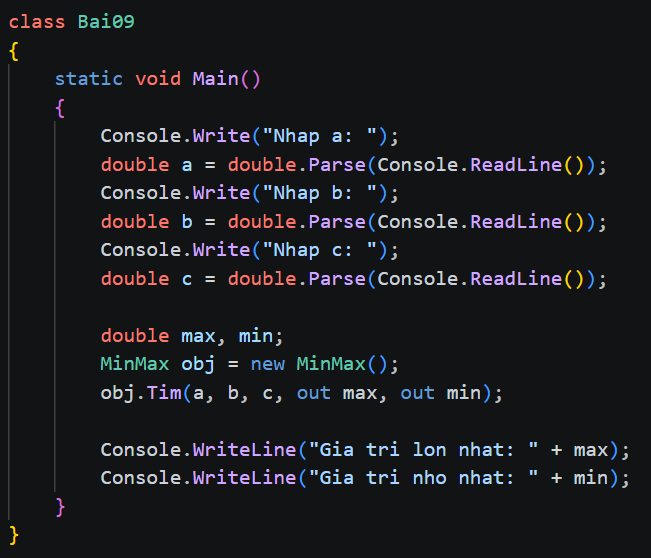 class Bai09
{
    static void Main()
    {
        Console.Write("Nhap a: ");
        double a = double.Parse(Console.ReadLine());
        Console.Write("Nhap b: ");
        double b = double.Parse(Console.ReadLine());
        Console.Write("Nhap c: ");
        double c = double.Parse(Console.ReadLine());

        double max, min;
        MinMax obj = new MinMax();
        obj.Tim(a, b, c, out max, out min);

        Console.WriteLine("Gia tri lon nhat: " + max);
        Console.WriteLine("Gia tri nho nhat: " + min);
    }
}